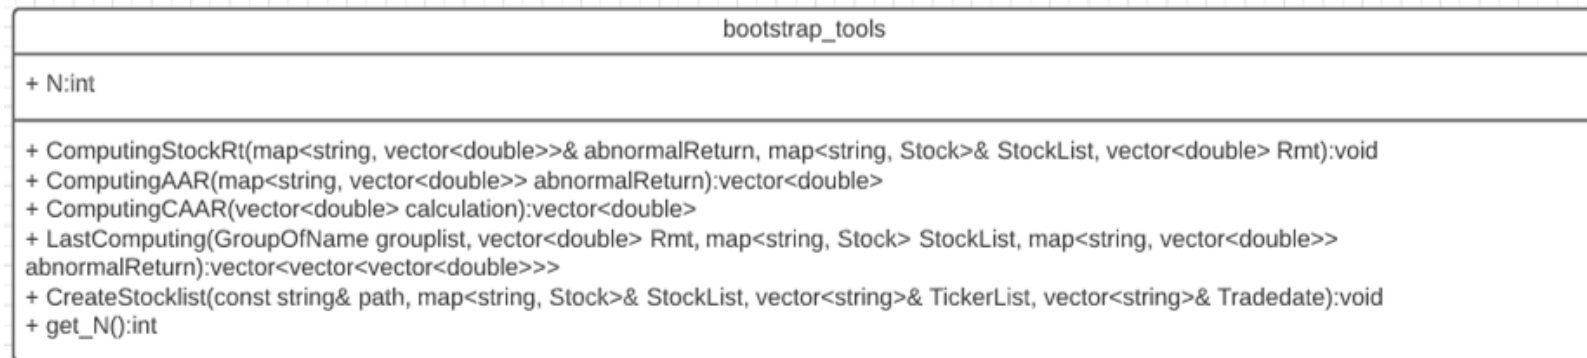 bootstrap_tools
+ N:int
+ ComputingStockRt(map<string, vector<double>>& abnormalReturn, map<string, Stock>& StockList, vector<double> Rmt):void
+ ComputingAAR(map<string, vector<double>> abnormalReturn):vector<double>
+ ComputingCAAR(vector<double> calculation):vector<double>
+ LastComputing(GroupOfName grouplist, vector<double> Rmt, map<string, Stock> StockList, map<string, vector<double>>
abnormalReturn):vector<vector<vector<double>>>
+ CreateStocklist(const string& path, map<string, Stock>& StockList, vector<string>& TickerList, vector<string>& Tradedate):void
+ get_N():int